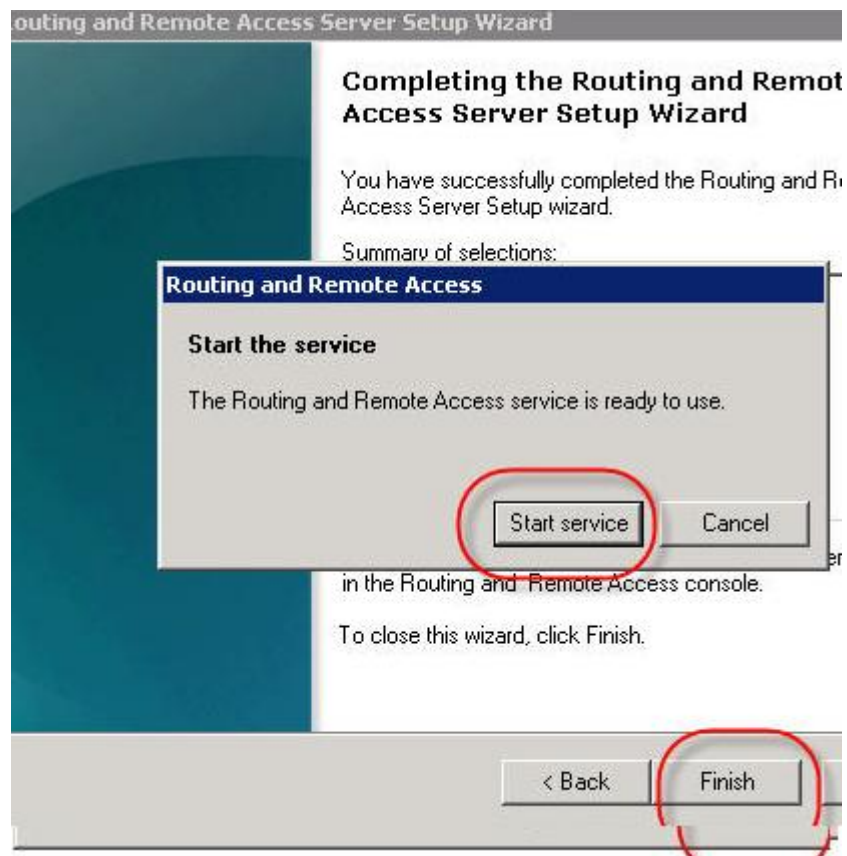 outing and Remote Access Server Setup Wizard
Completing the Routing and Remot
Access Server Setup Wizard
You have successfully completed the Routing and R
Access Server Setup wizard.
Summary of selections:
Routing and Remote Access
Start the service
The Routing and Remote Access service is ready to use.
Start service
Cancel
er
in the Routing and Remote Access console.
To close this wizard, click Finish.
< Back
Finish